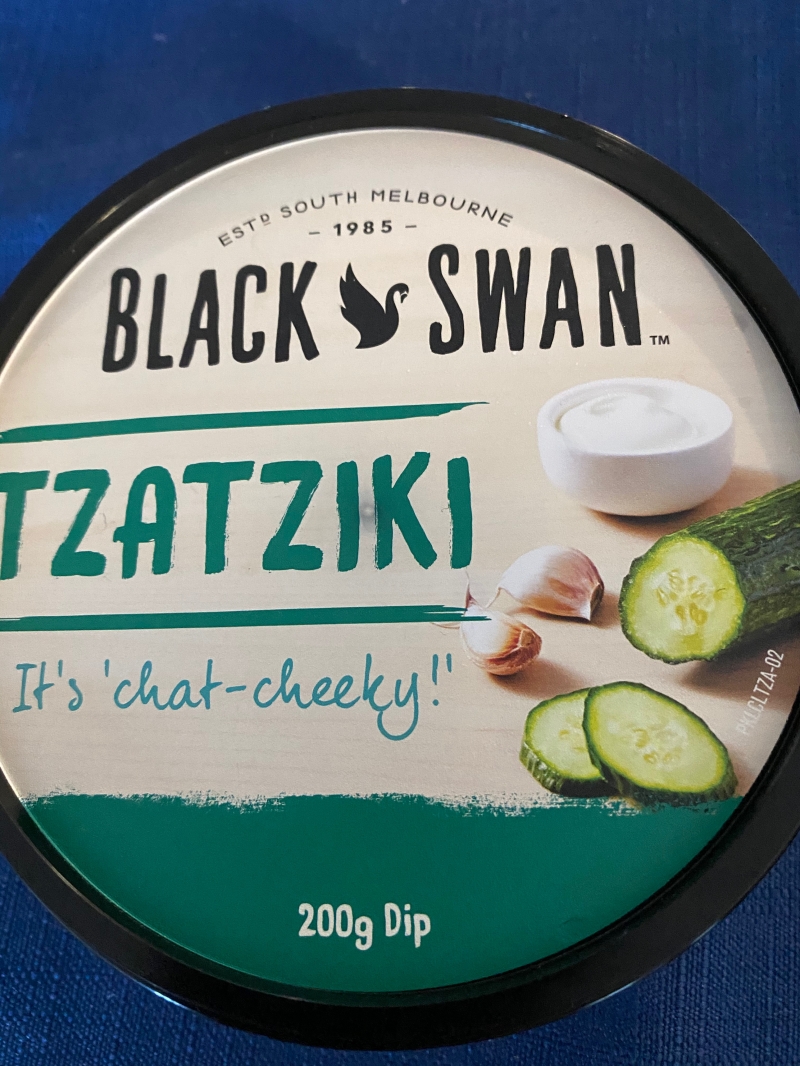 ESTD SOUTH MELBOURNE
– 1985 –
BLACK SWAN™
TZATZIKI
It's 'chat-cheeky!'
PKLCLTZA-02
200g Dip